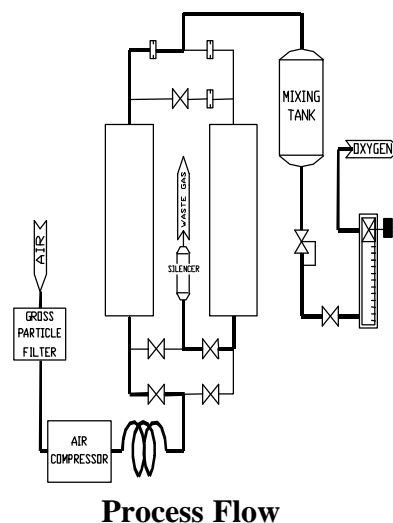 MIXING
TANK
OXYGEN
WASTE GAS
SILENCER
AIR
GROSS
PARTICLE
FILTER
AIR
COMPRESSOR
Process Flow